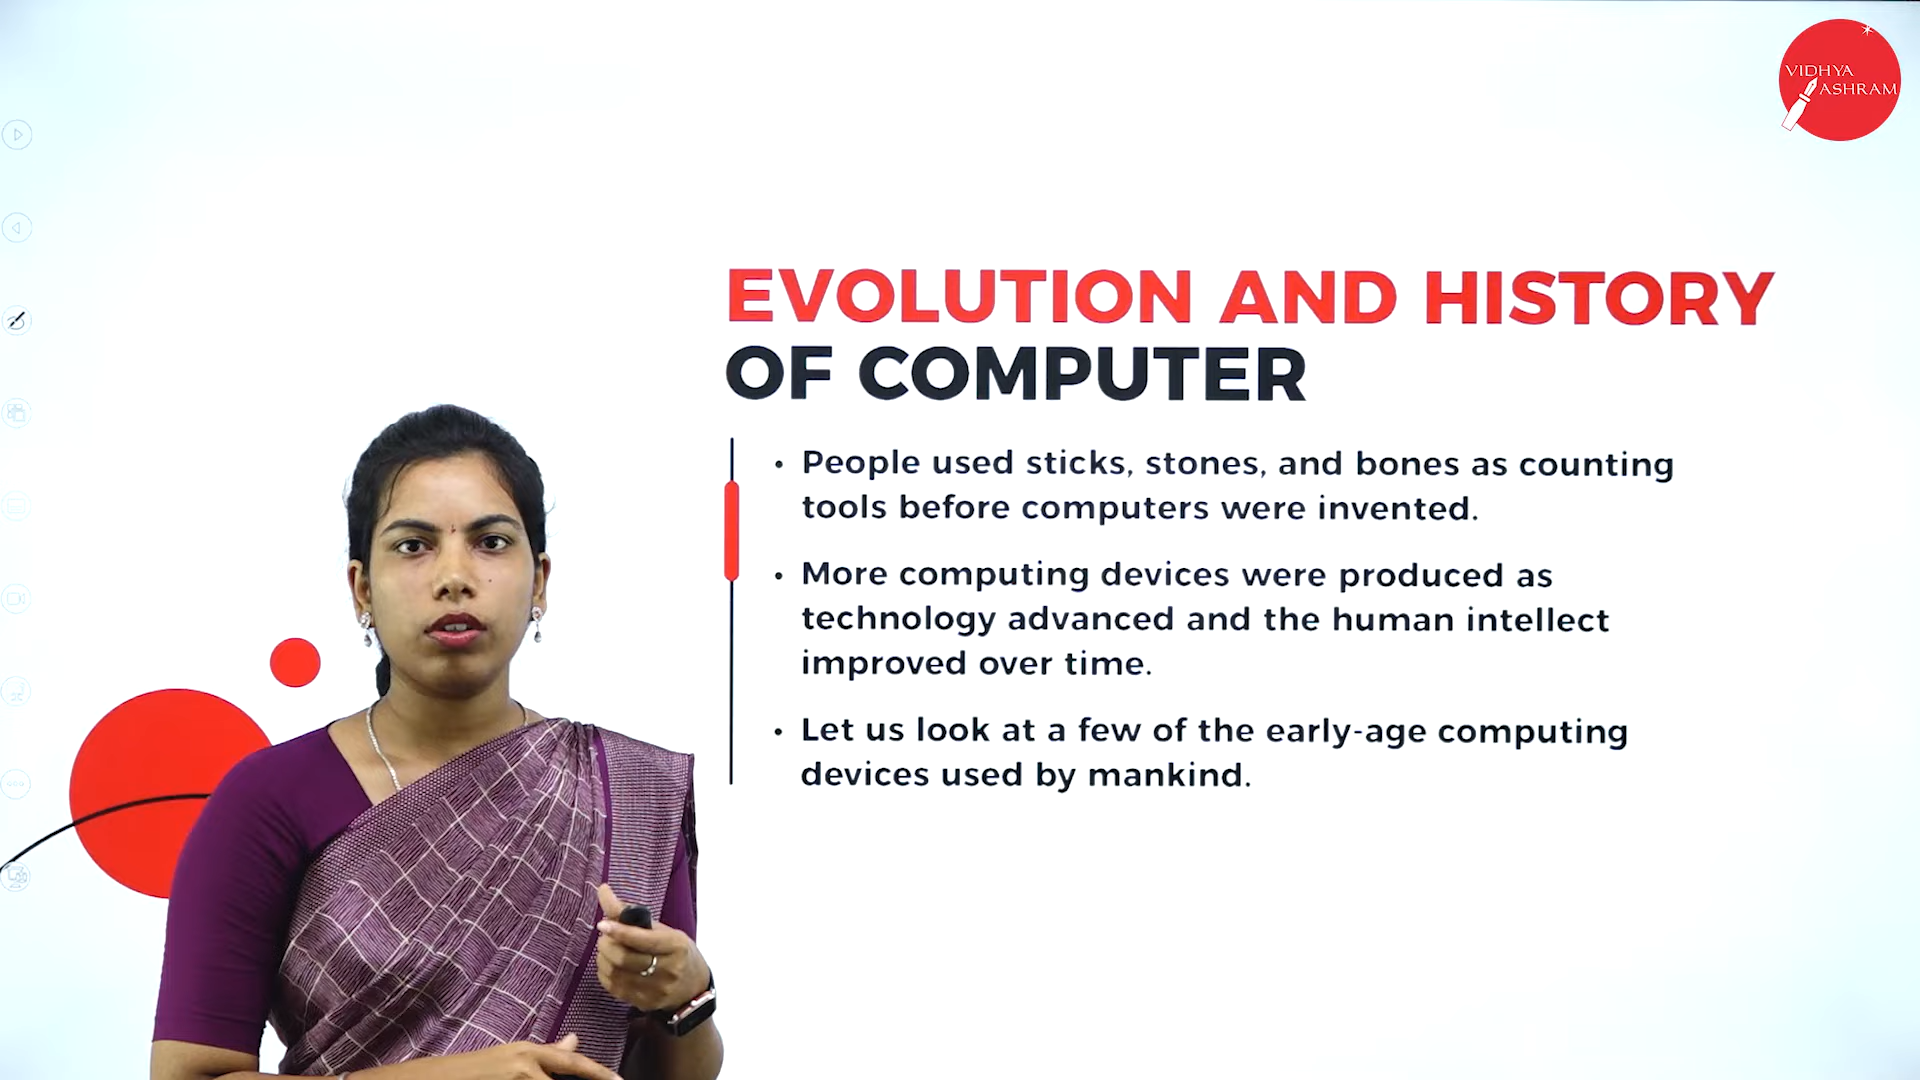 VIDHYA
ASHRAM
EVOLUTION AND HISTORY
OF COMPUTER
• People used sticks, stones, and bones as counting
tools before computers were invented.
• More computing devices were produced as
technology advanced and the human intellect
improved over time.
• Let us look at a few of the early-age computing
devices used by mankind.